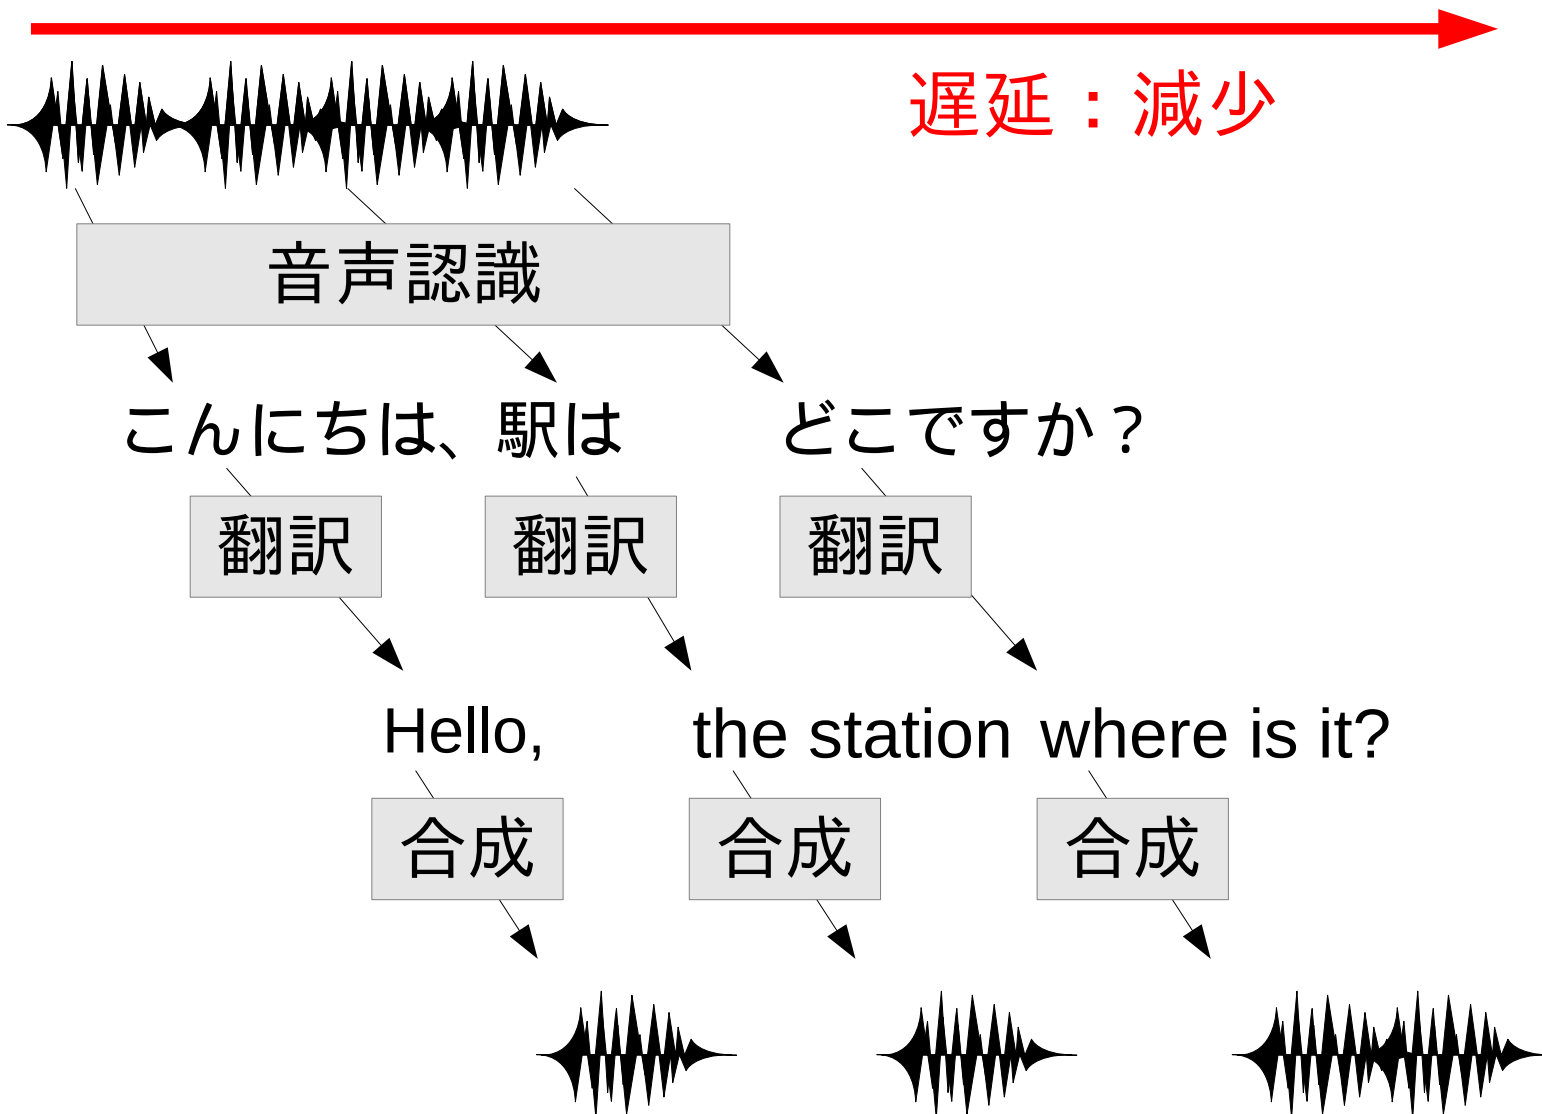 遅延：減少
音声認識
こんにちは、駅は どこですか？
翻訳 翻訳 翻訳
Hello, the station where is it?
合成 合成 合成